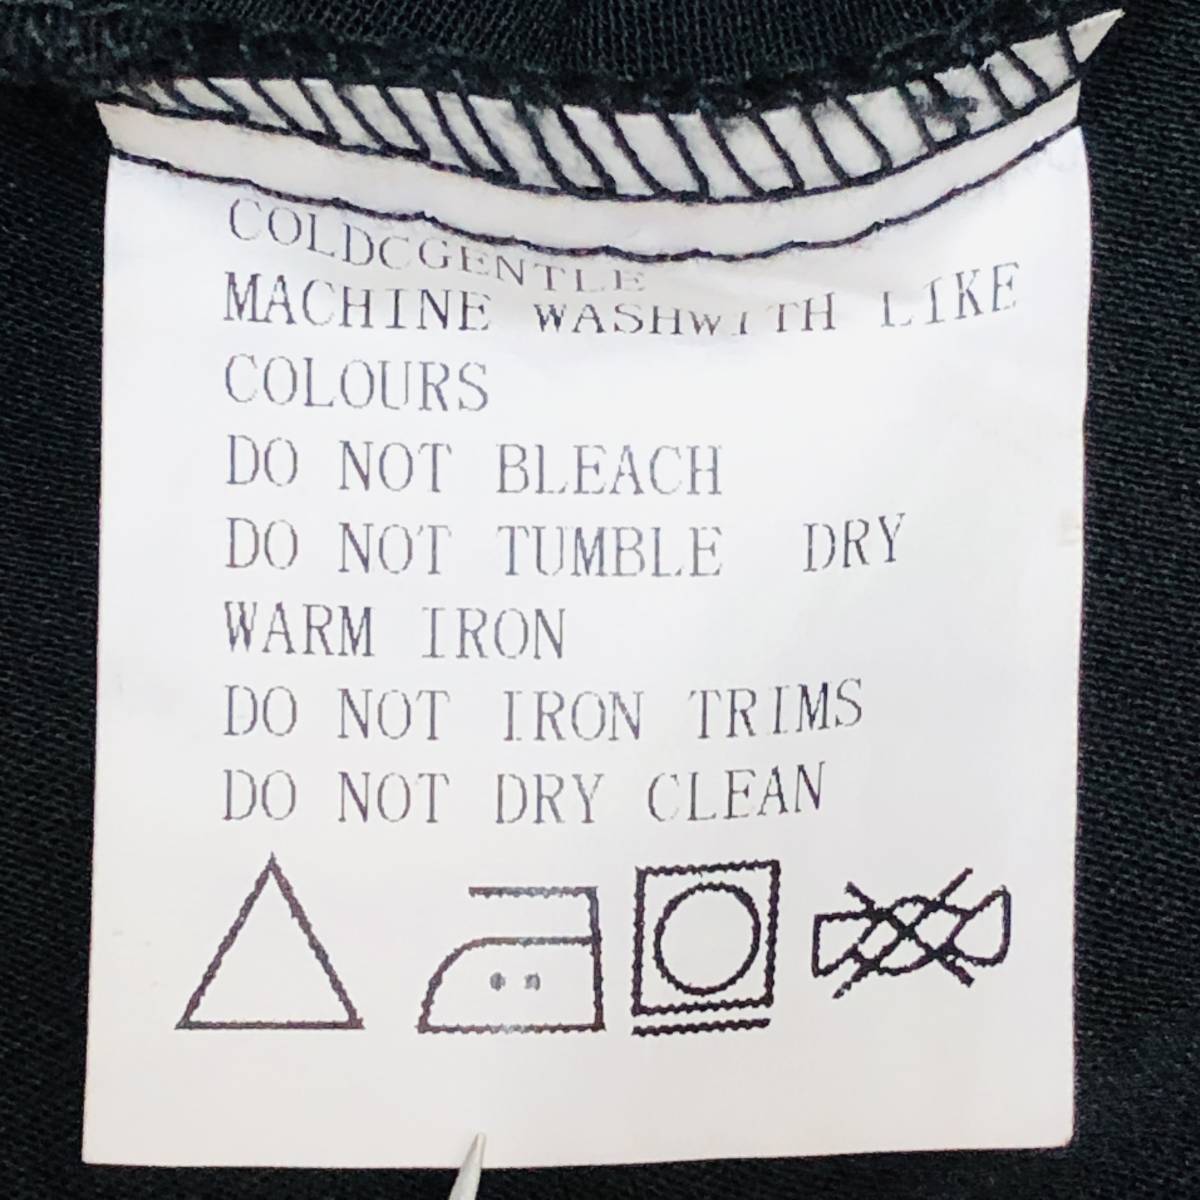 COLDCGENTLE
MACHINE WASHWITH LIKE
COLOURS
DO NOT BLEACH
DO NOT TUMBLE DRY
WARM IRON
DO NOT IRON TRIMS
DO NOT DRY CLEAN